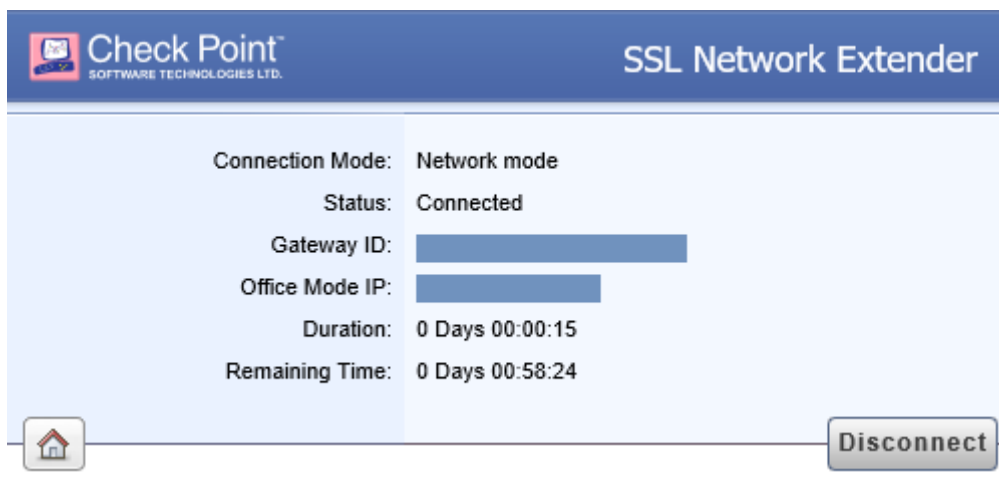 Check Point™
SOFTWARE TECHNOLOGIES LTD.
SSL Network Extender
Connection Mode: Network mode
Status: Connected
Gateway ID:
Office Mode IP:
Duration: 0 Days 00:00:15
Remaining Time: 0 Days 00:58:24
Disconnect